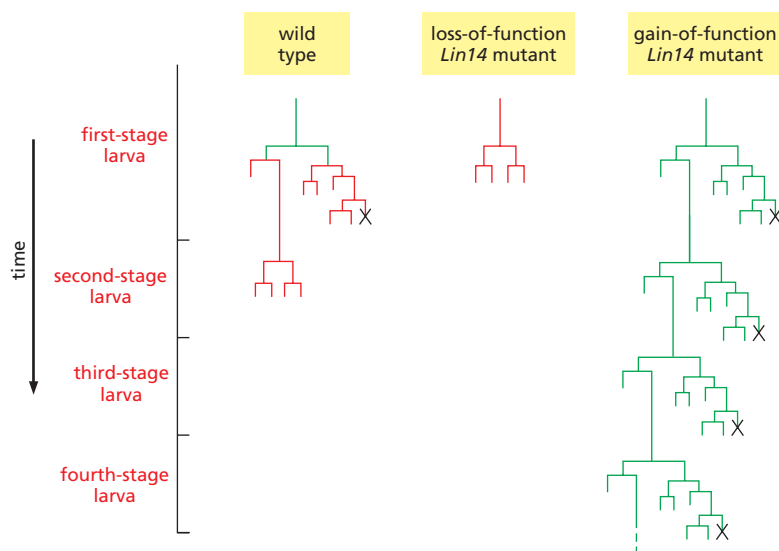 wild
type
loss-of-function
Lin14 mutant
gain-of-function
Lin14 mutant
time
first-stage
larva
second-stage
larva
third-stage
larva
fourth-stage
larva